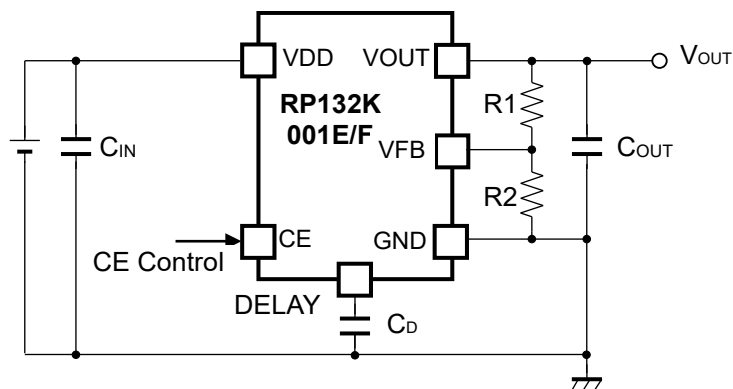 VDD
VOUT
VOUT
RP132K
001E/F
R1
CIN
VFB
COUT
R2
CE
GND
CE Control
DELAY
CD